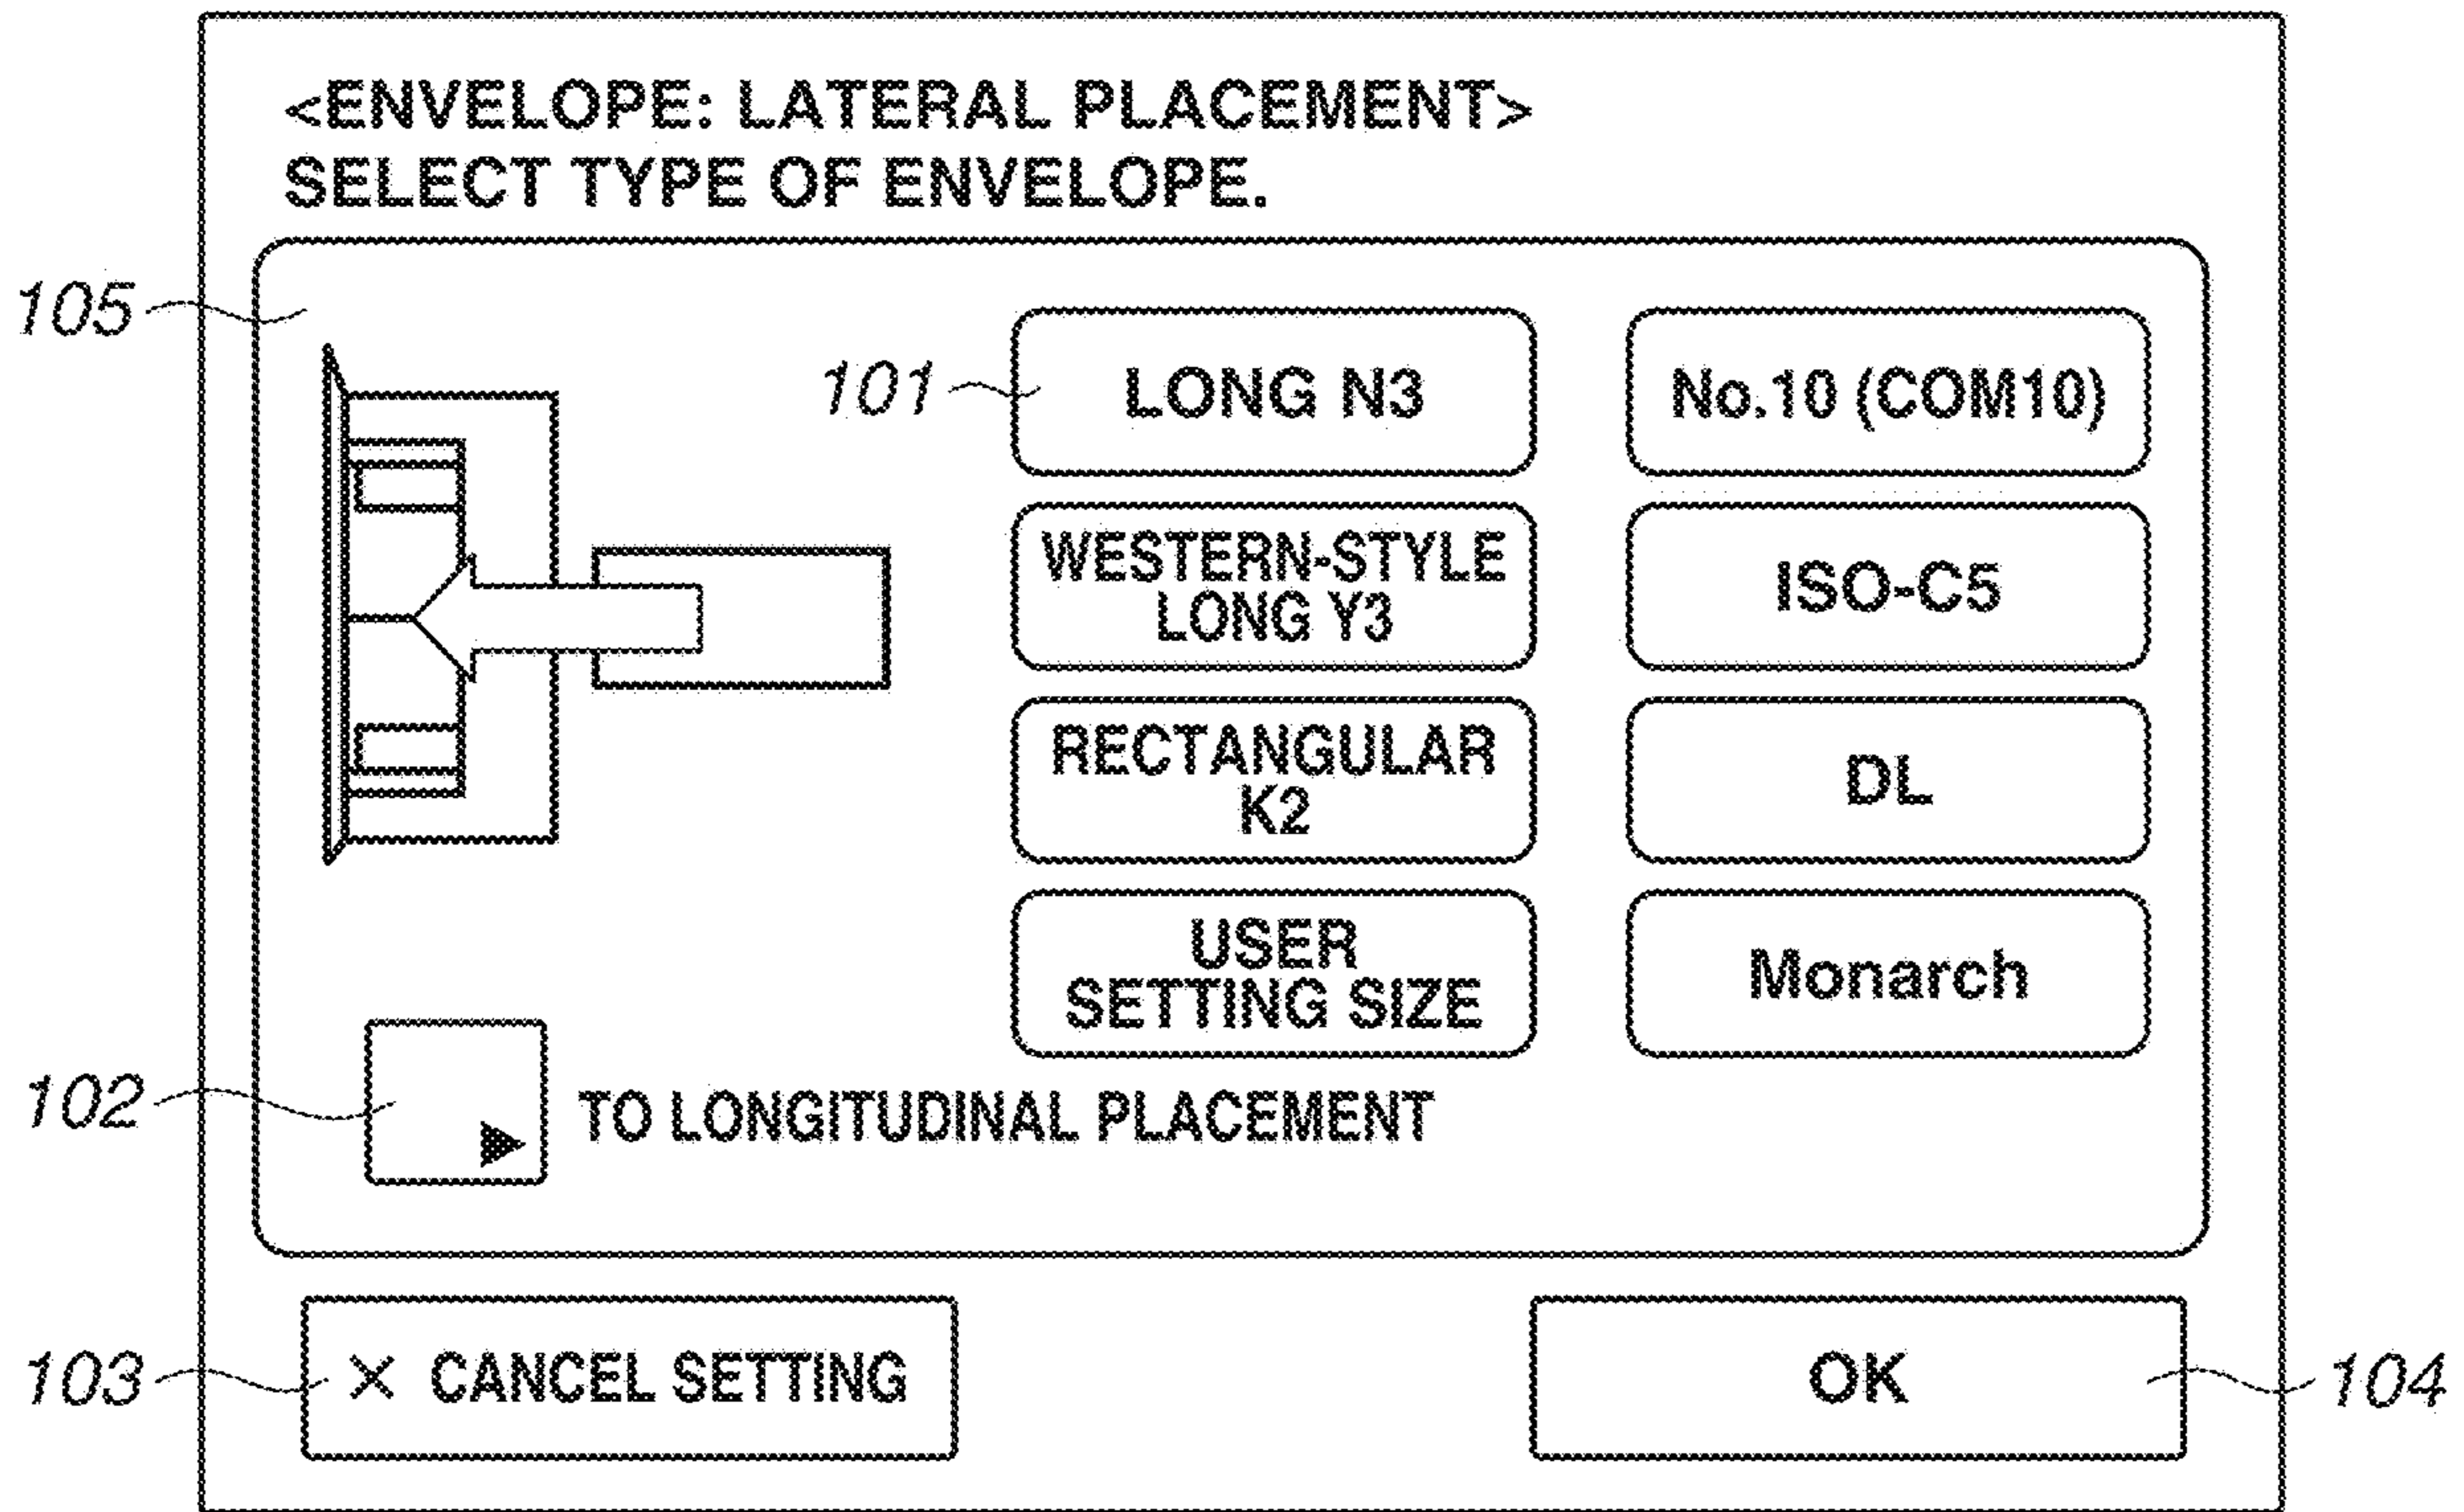 <ENVELOPE: LATERAL PLACEMENT>
SELECT TYPE OF ENVELOPE.
105
101
LONG N3
No.10 (COM10)
WESTERN-STYLE
LONG Y3
ISO-C5
RECTANGULAR
K2
DL
USER
SETTING SIZE
Monarch
102
TO LONGITUDINAL PLACEMENT
103
× CANCEL SETTING
OK
104